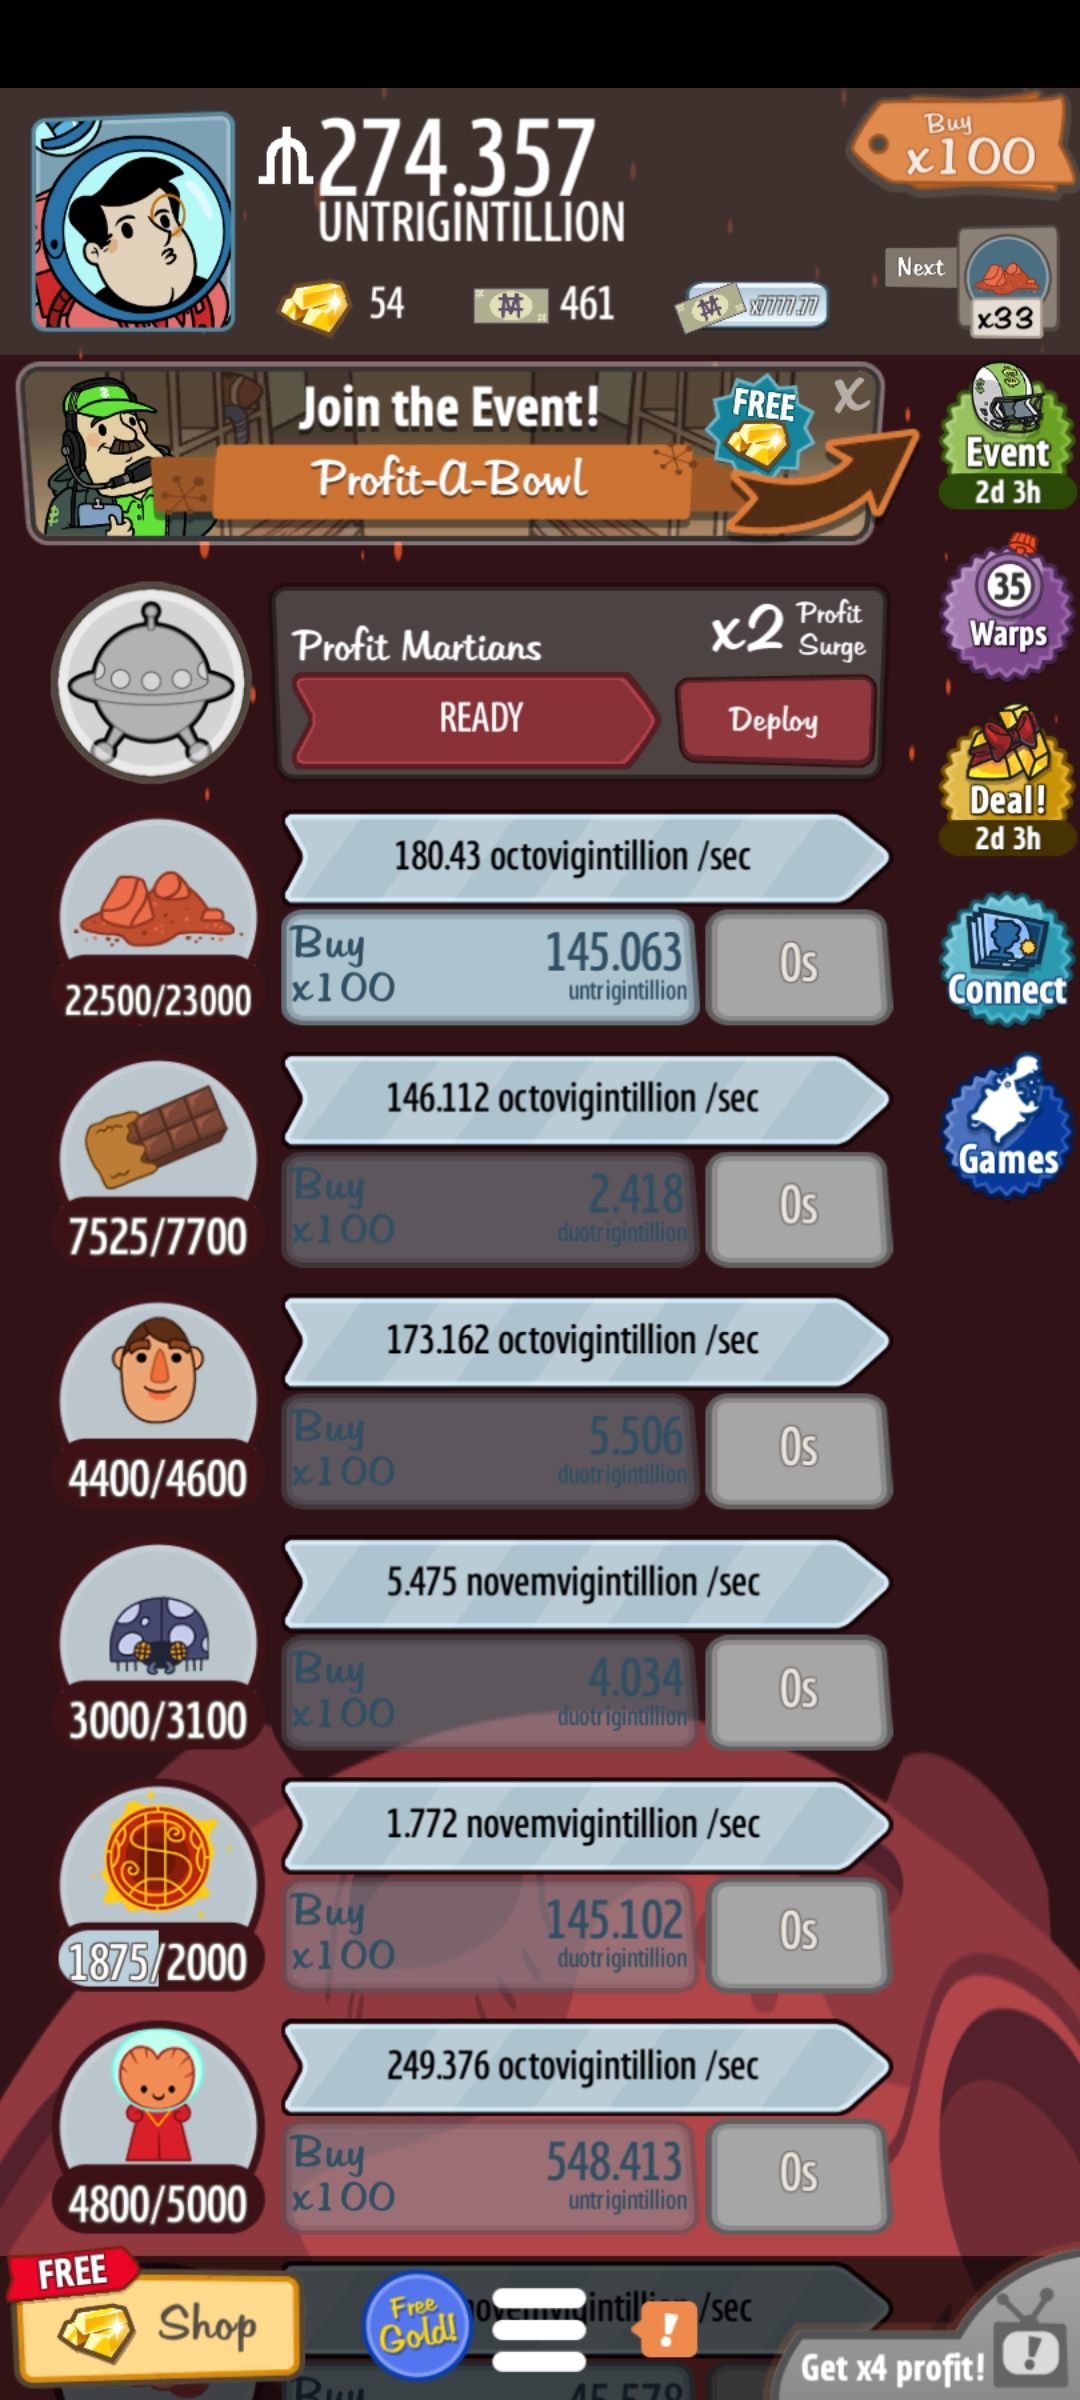 274.357
UNTRIGINTILLION
Buy
x100
54
461
x7777.77
Next
x33
Join the Event!
Profit-A-Bowl
FREE
X
Event
2d 3h
35
Warps
Profit Martians
x2 Profit
Surge
READY
Deploy
Deal!
2d 3h
180.43 octovigintillion /sec
Buy
x100
145.063
untrigintillion
0s
22500/23000
Connect
146.112 octovigintillion /sec
Buy
x100
2.418
duotrigintillion
0s
7525/7700
Games
173.162 octovigintillion /sec
Buy
x100
5.506
duotrigintillion
0s
4400/4600
5.475 novemvigintillion /sec
Buy
x100
4.034
duotrigintillion
0s
3000/3100
1.772 novemvigintillion /sec
Buy
x100
145.102
duotrigintillion
0s
1875/2000
249.376 octovigintillion /sec
Buy
x100
548.413
untrigintillion
0s
4800/5000
FREE
Shop
Free
Gold!
/sec
!
Get x4 profit!
!
Buy
45.578